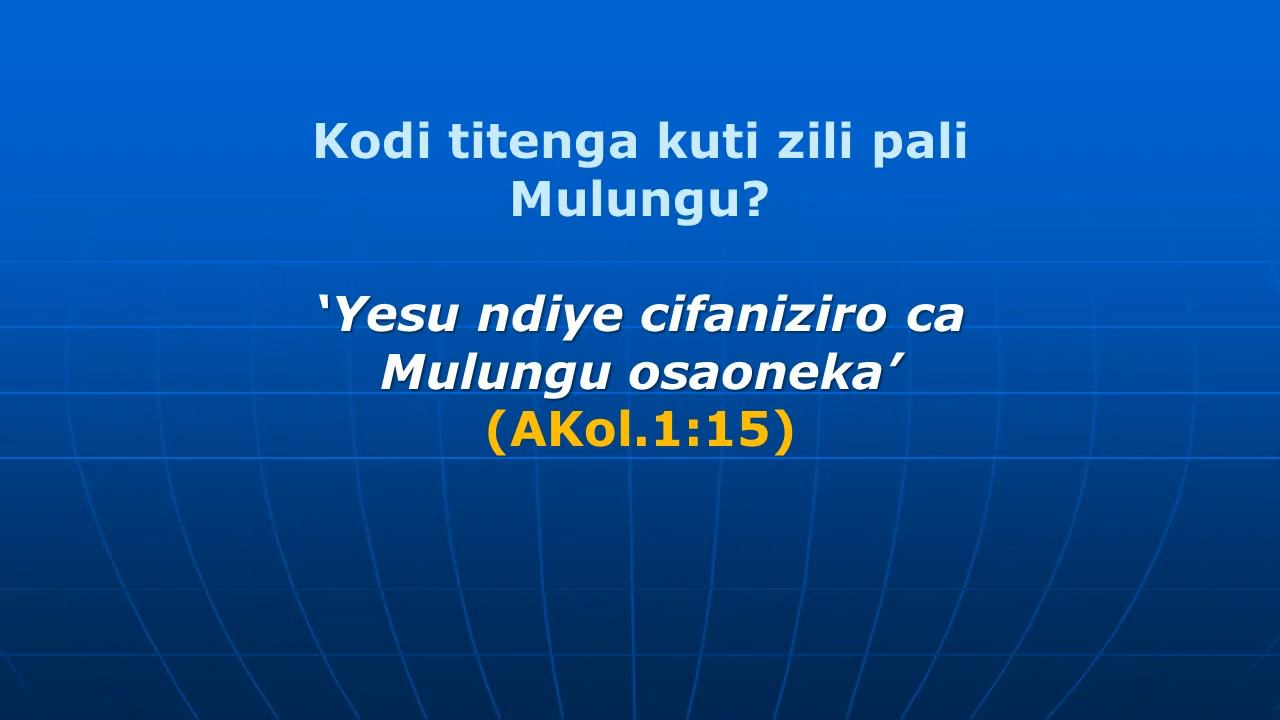 Kodi titenga kuti zili pali
Mulungu?
‘Yesu ndiye cifaniziro ca
Mulungu osaoneka’
(AKol.1:15)